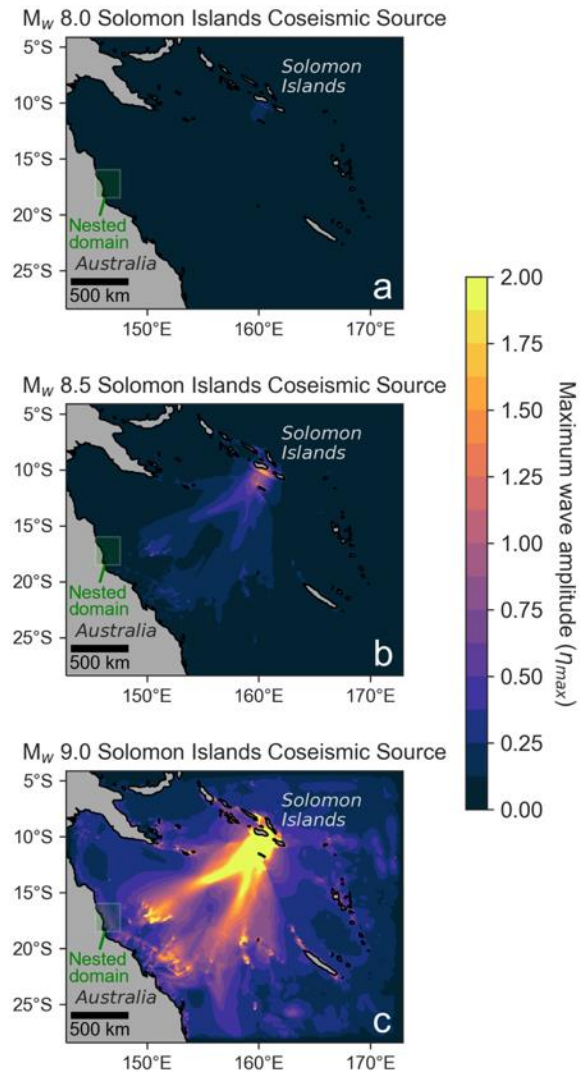 M_W 8.0 Solomon Islands Coseismic Source
5°S
10°S
15°S
20°S
25°S
Solomon
Islands
Nested
domain
Australia
500 km
a
150°E
160°E
170°E
M_W 8.5 Solomon Islands Coseismic Source
5°S
10°S
15°S
20°S
25°S
Solomon
Islands
Nested
domain
Australia
500 km
b
150°E
160°E
170°E
M_W 9.0 Solomon Islands Coseismic Source
5°S
10°S
15°S
20°S
25°S
Solomon
Islands
Nested
domain
Australia
500 km
c
150°E
160°E
170°E
2.00
1.75
1.50
1.25
1.00
0.75
0.50
0.25
0.00
Maximum wave amplitude (η_max)